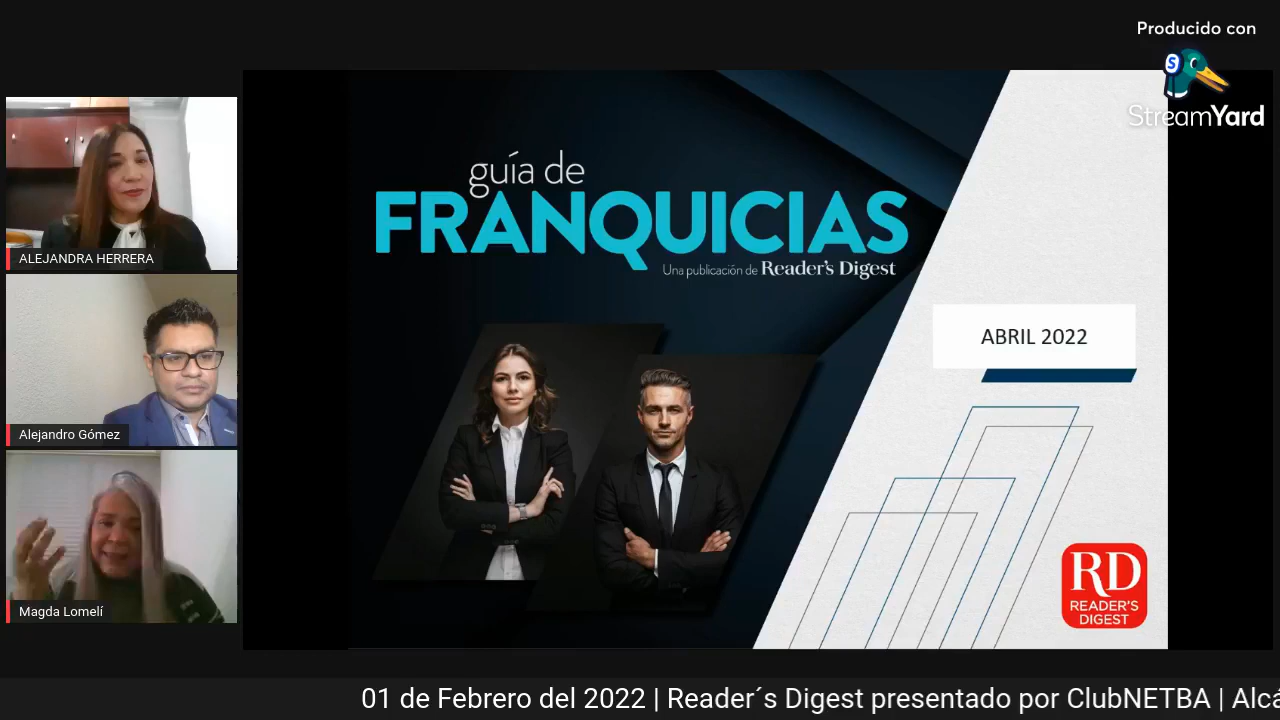 Producido con
StreamYard
ALEJANDRA HERRERA
Alejandro Gómez
Magda Lomelí
guía de
FRANQUICIAS
Una publicación de Reader's Digest
ABRIL 2022
RD
READER'S
DIGEST
01 de Febrero del 2022 | Reader´s Digest presentado por ClubNETBA |